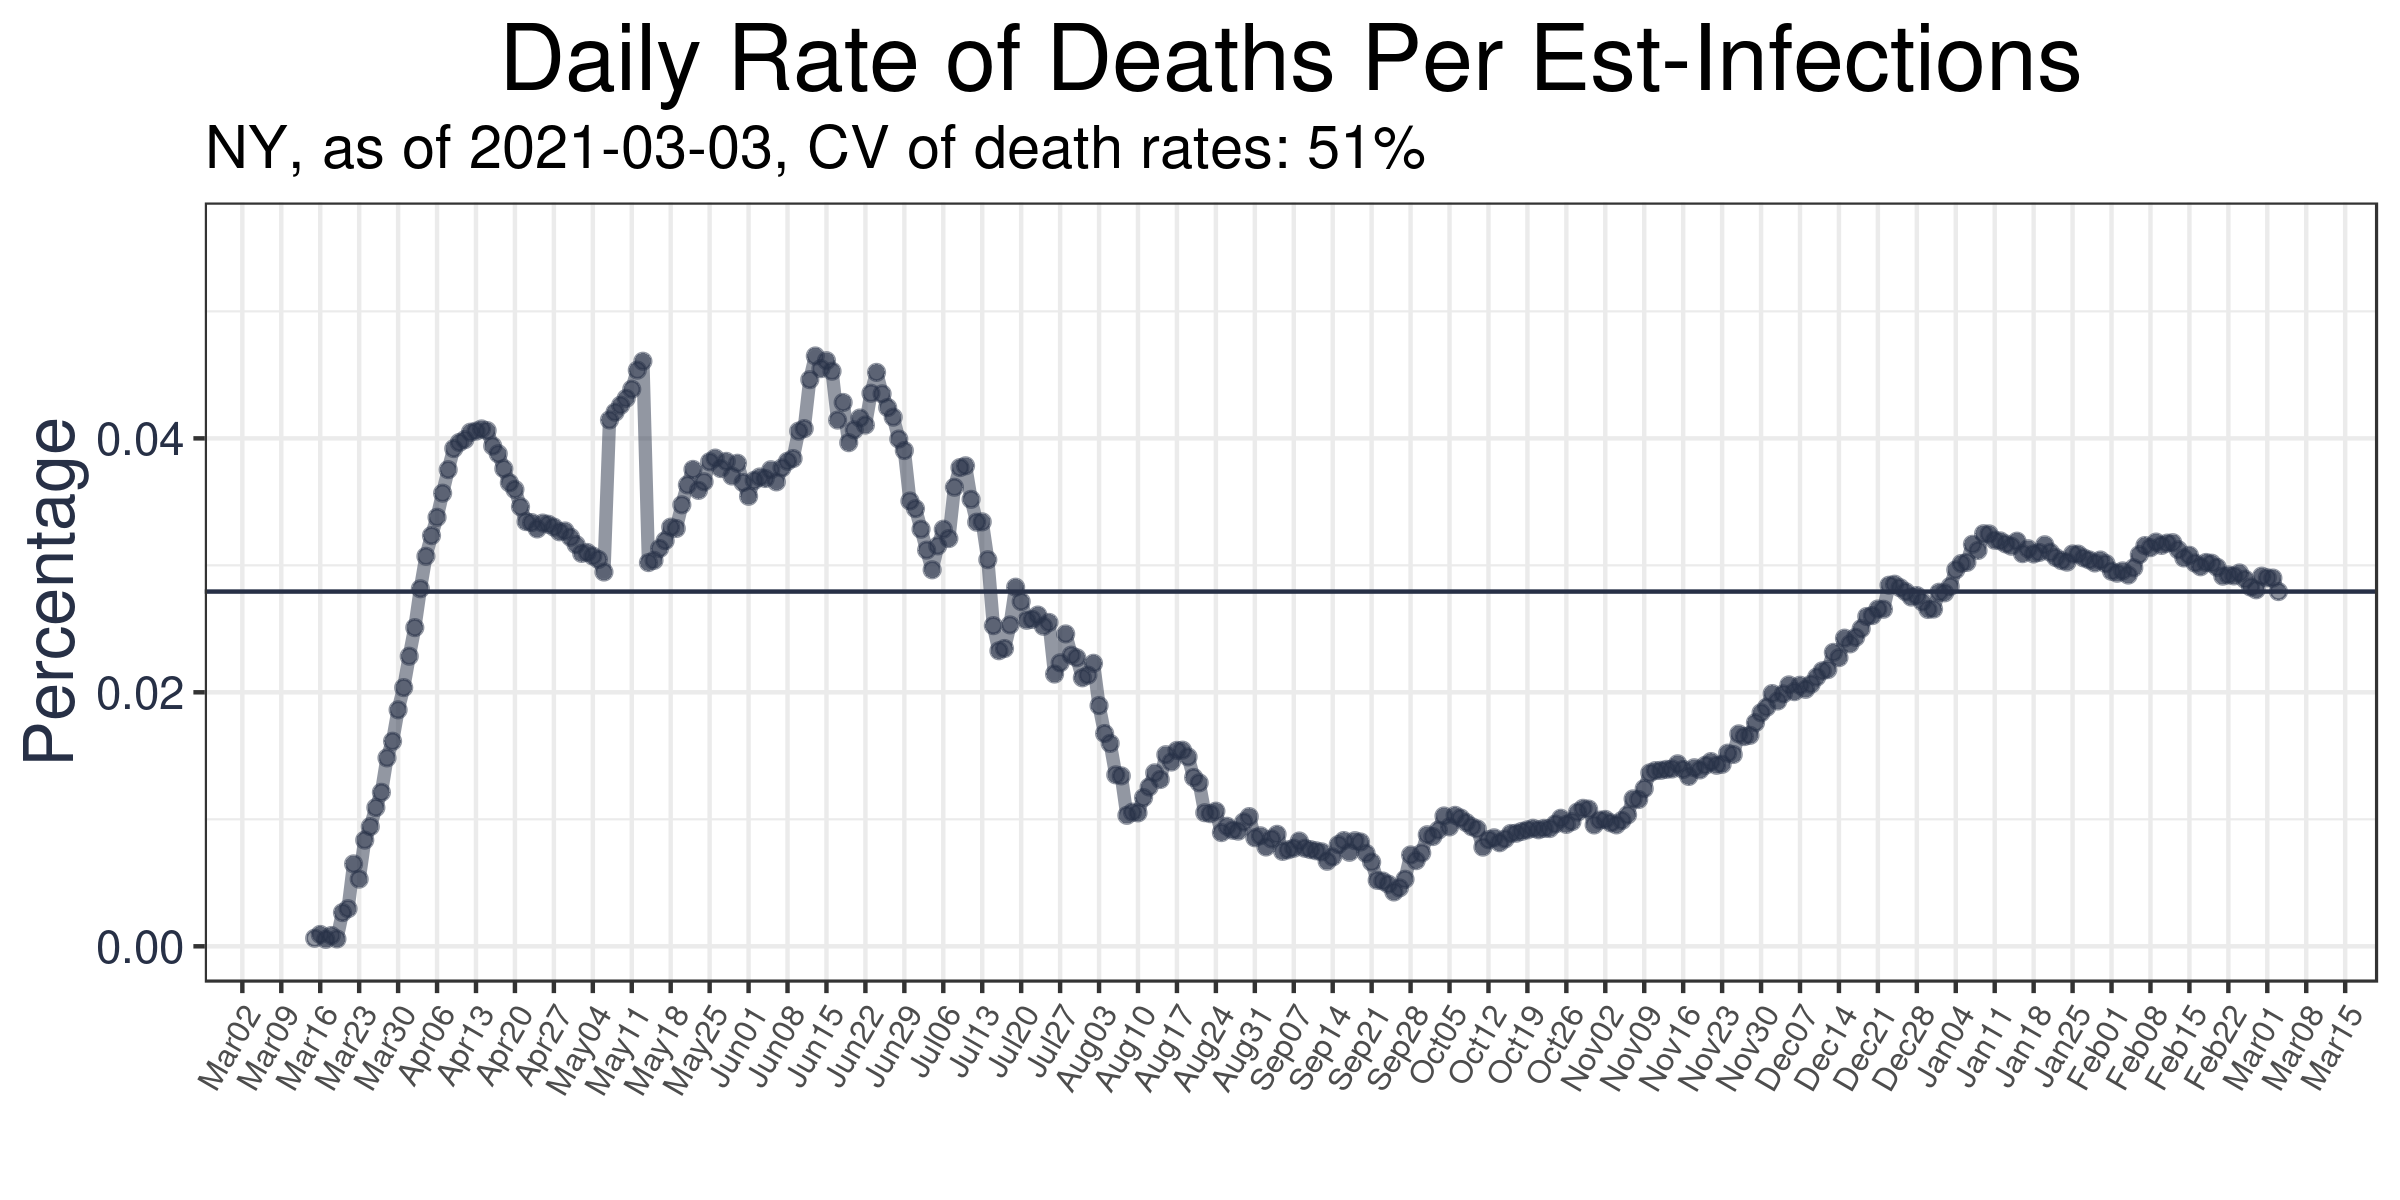 Daily Rate of Deaths Per Est-Infections
NY, as of 2021-03-03, CV of death rates: 51%
Percentage
0.04
0.02
0.00
Mar02
Mar09
Mar16
Mar23
Mar30
Apr06
Apr13
Apr20
Apr27
May04
May11
May18
May25
Jun01
Jun08
Jun15
Jun22
Jun29
Jul06
Jul13
Jul20
Jul27
Aug03
Aug10
Aug17
Aug24
Aug31
Sep07
Sep14
Sep21
Sep28
Oct05
Oct12
Oct19
Oct26
Nov02
Nov09
Nov16
Nov23
Nov30
Dec07
Dec14
Dec21
Dec28
Jan04
Jan11
Jan18
Jan25
Feb01
Feb08
Feb15
Feb22
Mar01
Mar08
Mar15